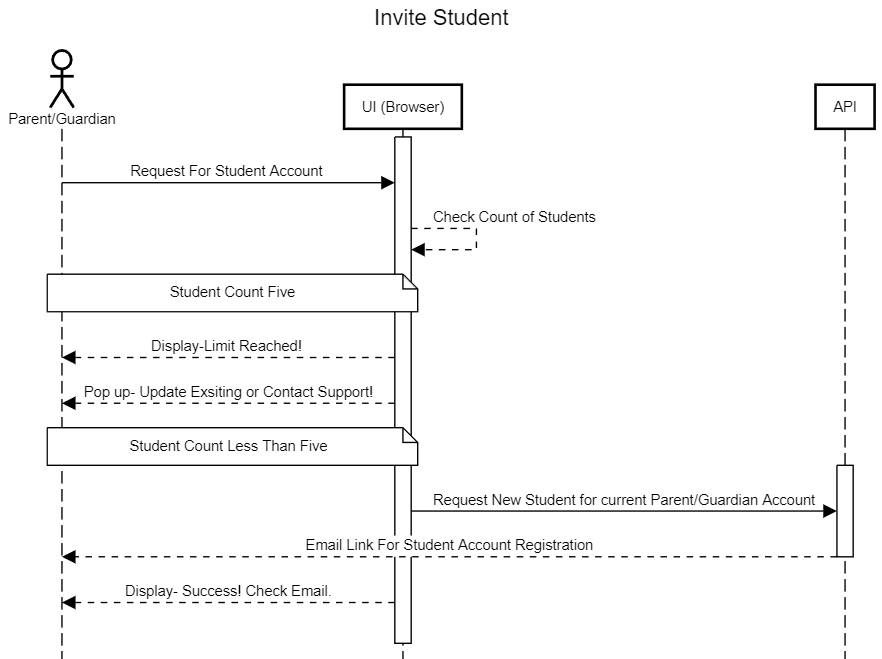 Invite Student
Parent/Guardian
UI (Browser)
API
Request For Student Account
Check Count of Students
Student Count Five
Display-Limit Reached!
Pop up- Update Exsiting or Contact Support!
Student Count Less Than Five
Request New Student for current Parent/Guardian Account
Email Link For Student Account Registration
Display- Success! Check Email.